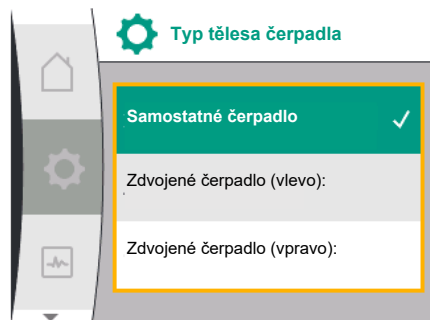 Typ tělesa čerpadla
Samostatné čerpadlo
Zdvojené čerpadlo (vlevo):
Zdvojené čerpadlo (vpravo):